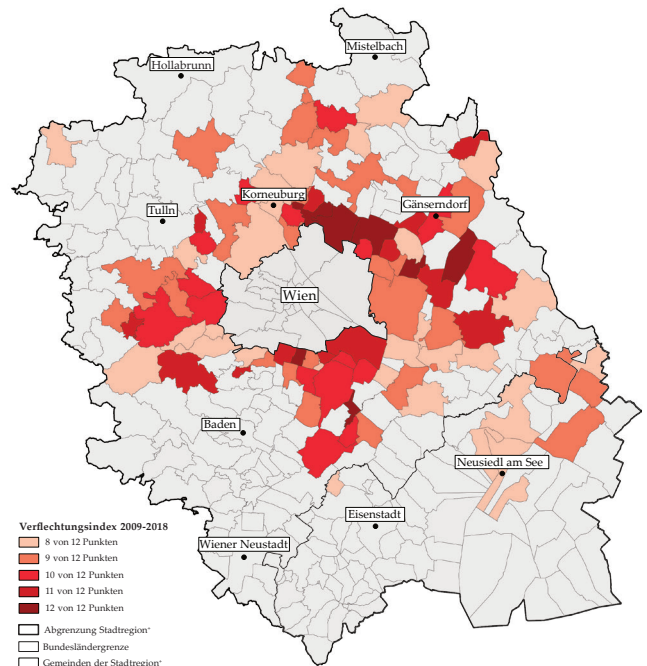 Mistelbach
Hollabrunn
Korneuburg
Gänserndorf
Tulln
Wien
Baden
Neusiedl am See
Eisenstadt
Wiener Neustadt
Verflechtungsindex 2009-2018
8 von 12 Punkten
9 von 12 Punkten
10 von 12 Punkten
11 von 12 Punkten
12 von 12 Punkten
Abgrenzung Stadtregion⁺
Bundesländergrenze
Gemeinden der Stadtregion⁺